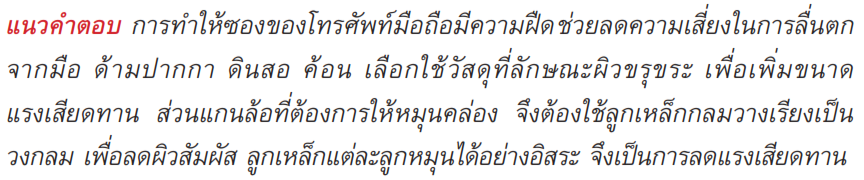 แนวคำตอบ การทำให้ซองของโทรศัพท์มือถือมีความฝืดช่วยลดความเสี่ยงในการลื่นตก
จากมือ ด้ามปากกา ดินสอ ค้อน เลือกใช้วัสดุที่ลักษณะผิวขรุขระ เพื่อเพิ่มขนาด
แรงเสียดทาน ส่วนแกนล้อที่ต้องการให้หมุนคล่อง จึงต้องใช้ลูกเหล็กกลมวางเรียงเป็น
วงกลม เพื่อลดผิวสัมผัส ลูกเหล็กแต่ละลูกหมุนได้อย่างอิสระ จึงเป็นการลดแรงเสียดทาน